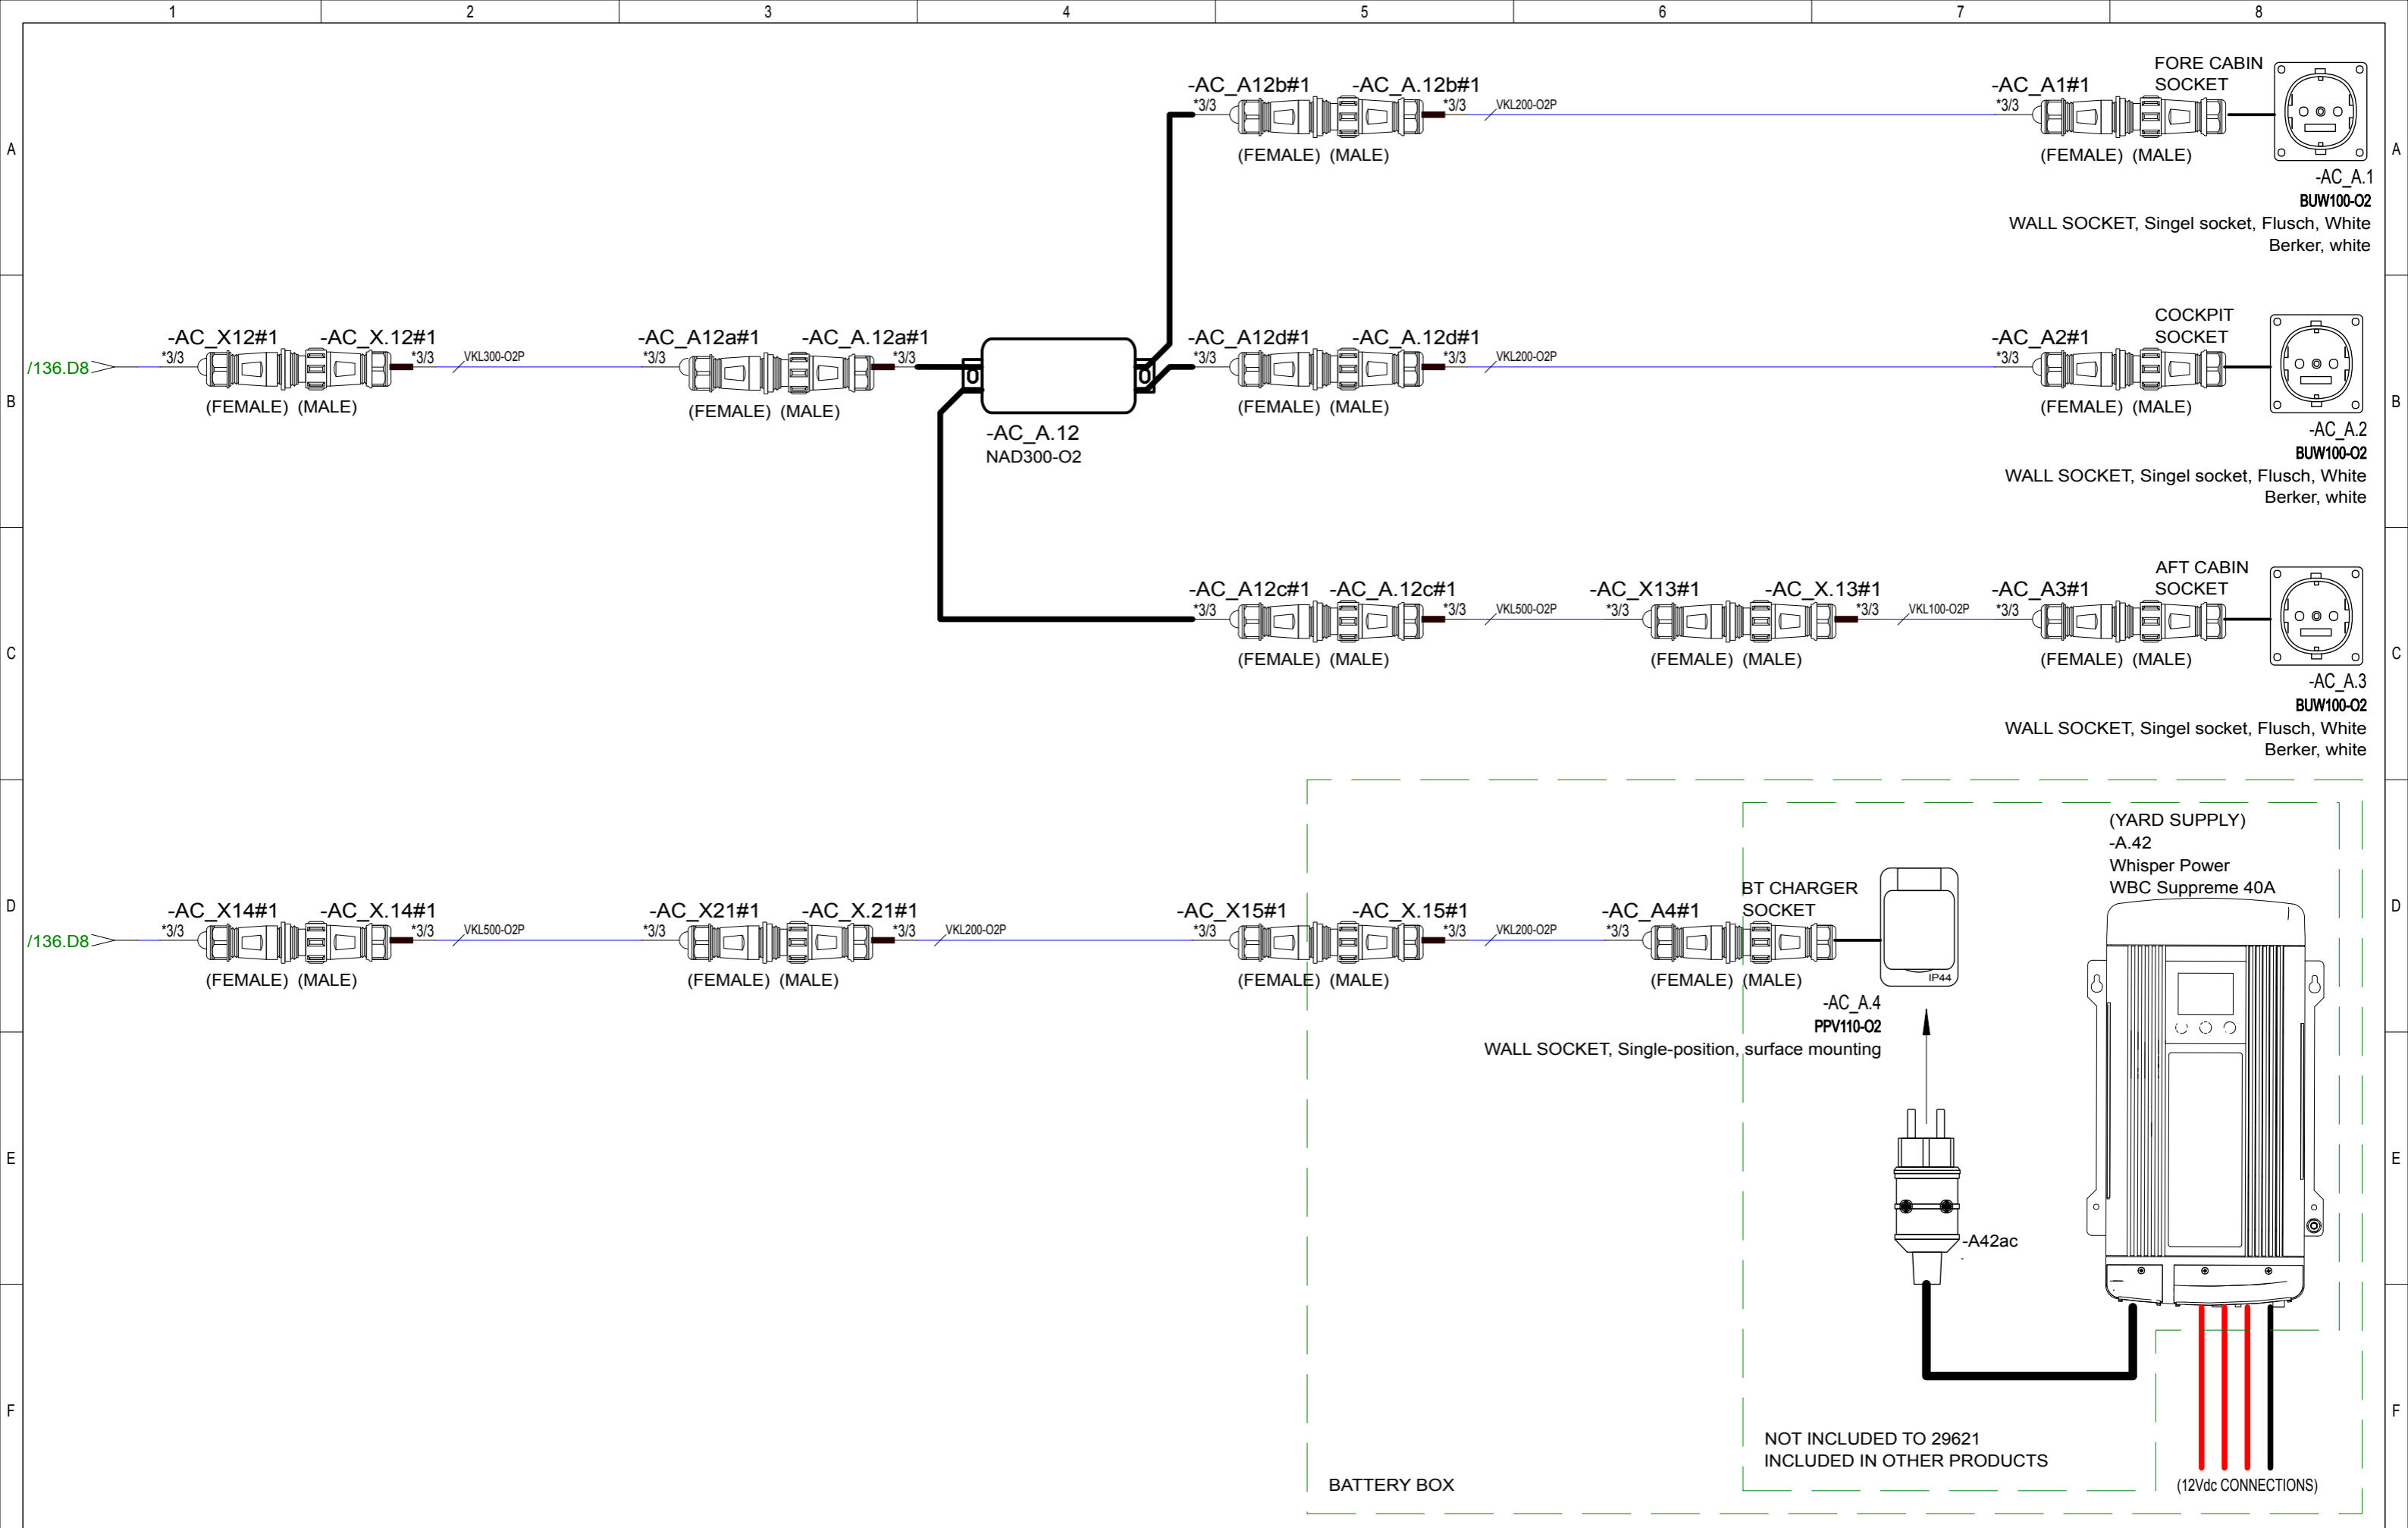 1 2 3 4 5 6 7 8
FORE CABIN
SOCKET
-AC_A12b#1 -AC_A.12b#1 -AC_A1#1
*3/3 *3/3 VKL200-O2P *3/3
A A
(FEMALE) (MALE) (FEMALE) (MALE)
-AC_A.1
BUW100-O2
WALL SOCKET, Singel socket, Flusch, White
Berker, white
COCKPIT
SOCKET
-AC_X12#1 -AC_X.12#1 -AC_A12a#1 -AC_A.12a#1 -AC_A12d#1 -AC_A.12d#1 -AC_A2#1
*3/3 *3/3 VKL300-O2P *3/3 *3/3 *3/3 *3/3 VKL200-O2P *3/3
/136.D8
B B
(FEMALE) (MALE) (FEMALE) (MALE) (FEMALE) (MALE) (FEMALE) (MALE)
-AC_A.12
NAD300-O2
-AC_A.2
BUW100-O2
WALL SOCKET, Singel socket, Flusch, White
Berker, white
AFT CABIN
SOCKET
-AC_A12c#1 -AC_A.12c#1 -AC_X13#1 -AC_X.13#1 -AC_A3#1
*3/3 *3/3 VKL500-O2P *3/3 *3/3 VKL100-O2P *3/3
C C
(FEMALE) (MALE) (FEMALE) (MALE) (FEMALE) (MALE)
-AC_A.3
BUW100-O2
WALL SOCKET, Singel socket, Flusch, White
Berker, white
(YARD SUPPLY)
-A.42
Whisper Power
WBC Suppreme 40A
BT CHARGER
SOCKET
-AC_X14#1 -AC_X.14#1 -AC_X21#1 -AC_X.21#1 -AC_X15#1 -AC_X.15#1 -AC_A4#1
*3/3 *3/3 VKL500-O2P *3/3 *3/3 VKL200-O2P *3/3 *3/3 VKL200-O2P *3/3
/136.D8
D D
(FEMALE) (MALE) (FEMALE) (MALE) (FEMALE) (MALE) (FEMALE) (MALE)
IP44
-AC_A.4
PPV110-O2
WALL SOCKET, Single-position, surface mounting
E E
-A42ac
F F
NOT INCLUDED TO 29621
INCLUDED IN OTHER PRODUCTS
BATTERY BOX
(12Vdc CONNECTIONS)